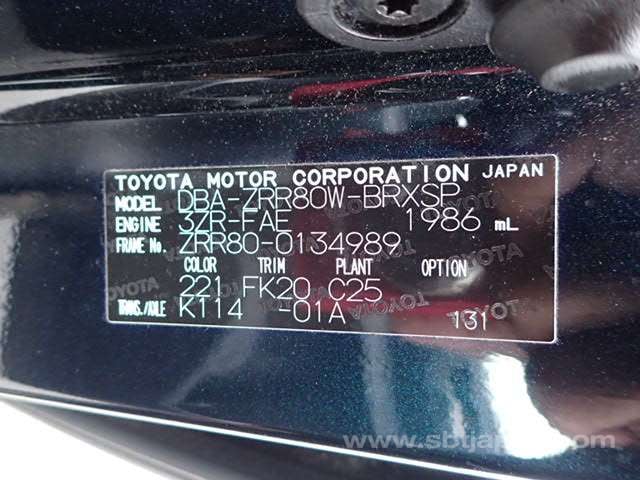 TOYOTA MOTOR CORPORATION JAPAN
MODEL DBA-ZRR80W-BRXSP
ENGINE 3ZR-FAE 1986 mL
FRAME No. ZRR80-0134989
COLOR TRIM PLANT OPTION
221 FK20 C25
TRANS./AXLE K114 -01A 131
www.sbtjapan.com